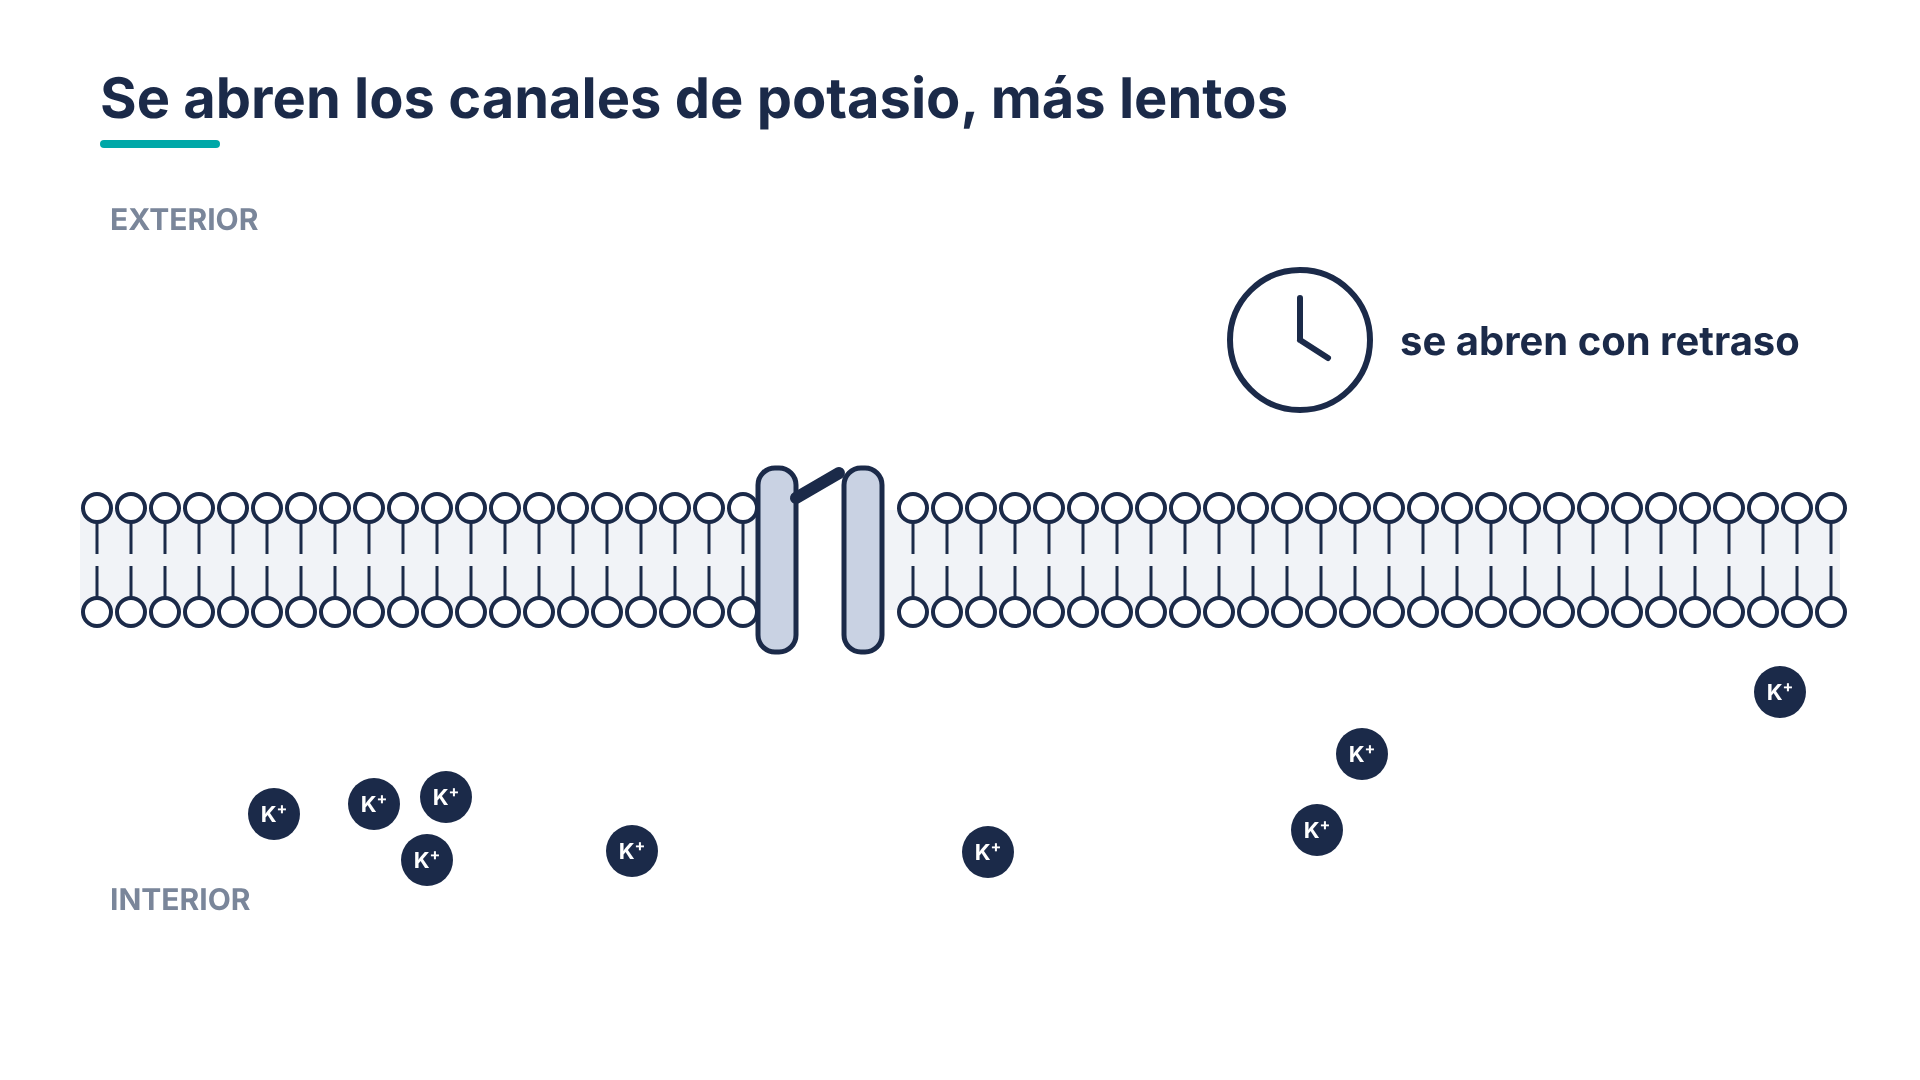 Se abren los canales de potasio, más lentos
EXTERIOR
se abren con retraso
K⁺
K⁺
K⁺
K⁺
K⁺
K⁺
K⁺
K⁺
K⁺
INTERIOR